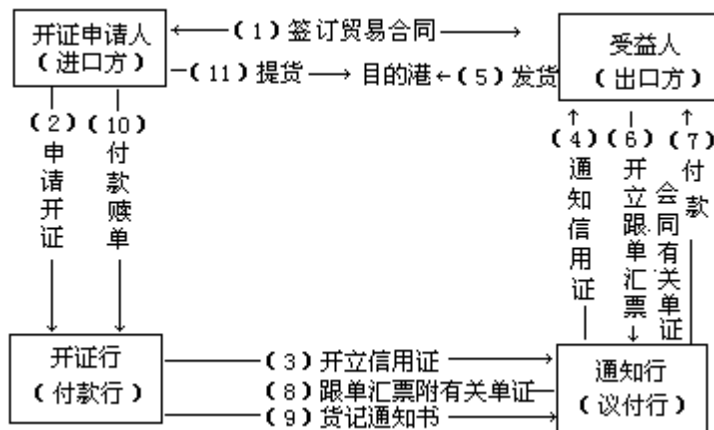 开证申请人
（进口方）
（1）签订贸易合同
受益人
（出口方）
（11）提货
目的港
（5）发货
（2）
申请开证
（10）
付款赎单
（4）
通知信用证
（6）
开立跟单汇票
会同有关单证
（7）
付款
开证行
（付款行）
（3）开立信用证
（8）跟单汇票附有关单证
（9）货记通知书
通知行
（议付行）